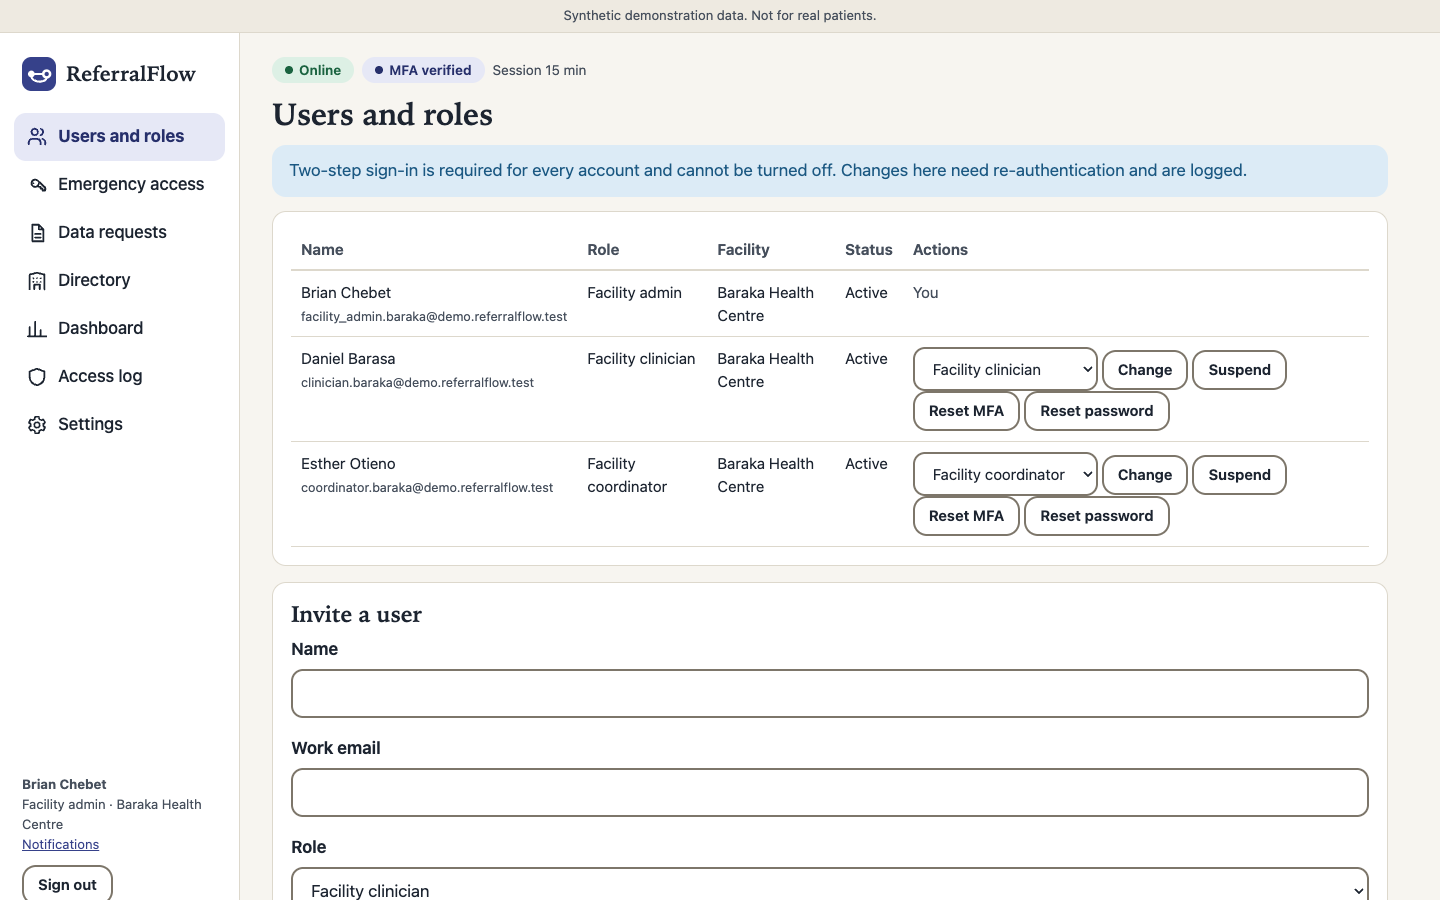 Synthetic demonstration data. Not for real patients.
ReferralFlow
Users and roles
Emergency access
Data requests
Directory
Dashboard
Access log
Settings
Brian Chebet
Facility admin · Baraka Health
Centre
Notifications
Sign out
Online
MFA verified
Session 15 min
Users and roles
Two-step sign-in is required for every account and cannot be turned off. Changes here need re-authentication and are logged.
Name Role Facility Status Actions
Brian Chebet Facility admin Baraka Health Active You
facility_admin.baraka@demo.referralflow.test Centre
Daniel Barasa Facility clinician Baraka Health Active Facility clinician Change Suspend
clinician.baraka@demo.referralflow.test Centre
Reset MFA Reset password
Esther Otieno Facility Baraka Health Active Facility coordinator Change Suspend
coordinator.baraka@demo.referralflow.test coordinator Centre
Reset MFA Reset password
Invite a user
Name
Work email
Role
Facility clinician